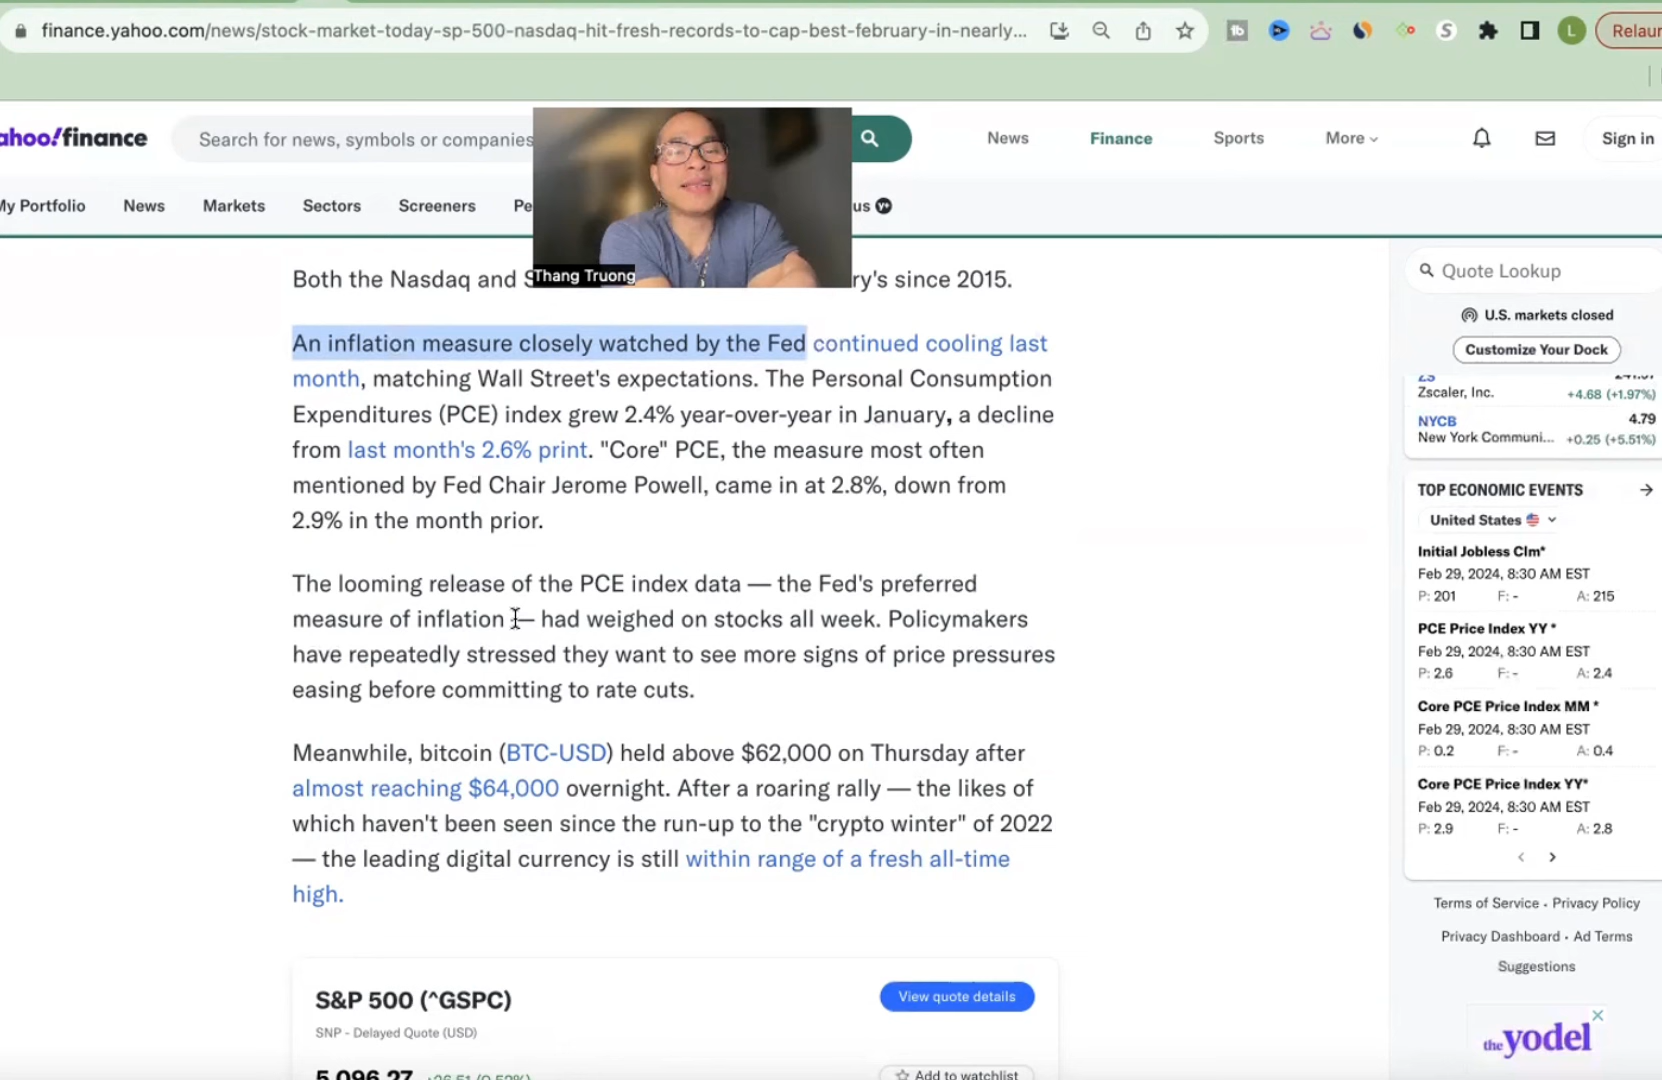 finance.yahoo.com/news/stock-market-today-sp-500-nasdaq-hit-fresh-records-to-cap-best-february-in-nearly...
tb
S
L
Relaun
ahoo!finance
Search for news, symbols or companies
News
Finance
Sports
More
Sign in
My Portfolio
News
Markets
Sectors
Screeners
Pe
us
Y+
Thang Truong
Both the Nasdaq and S
ry's since 2015.
An inflation measure closely watched by the Fed continued cooling last
month, matching Wall Street's expectations. The Personal Consumption
Expenditures (PCE) index grew 2.4% year-over-year in January, a decline
from last month's 2.6% print. "Core" PCE, the measure most often
mentioned by Fed Chair Jerome Powell, came in at 2.8%, down from
2.9% in the month prior.
The looming release of the PCE index data — the Fed's preferred
measure of inflation — had weighed on stocks all week. Policymakers
have repeatedly stressed they want to see more signs of price pressures
easing before committing to rate cuts.
Meanwhile, bitcoin (BTC-USD) held above $62,000 on Thursday after
almost reaching $64,000 overnight. After a roaring rally — the likes of
which haven't been seen since the run-up to the "crypto winter" of 2022
— the leading digital currency is still within range of a fresh all-time
high.
S&P 500 (^GSPC)
View quote details
SNP - Delayed Quote (USD)
5,096.27 +26.51 (0.52%)
Add to watchlist
Quote Lookup
U.S. markets closed
Customize Your Dock
ZS
Zscaler, Inc. +4.68 (+1.97%)
NYCB 4.79
New York Communi... +0.25 (+5.51%)
TOP ECONOMIC EVENTS
United States
Initial Jobless Clm*
Feb 29, 2024, 8:30 AM EST
P: 201 F: - A: 215
PCE Price Index YY *
Feb 29, 2024, 8:30 AM EST
P: 2.6 F: - A: 2.4
Core PCE Price Index MM *
Feb 29, 2024, 8:30 AM EST
P: 0.2 F: - A: 0.4
Core PCE Price Index YY*
Feb 29, 2024, 8:30 AM EST
P: 2.9 F: - A: 2.8
Terms of Service • Privacy Policy
Privacy Dashboard • Ad Terms
Suggestions
the yodel